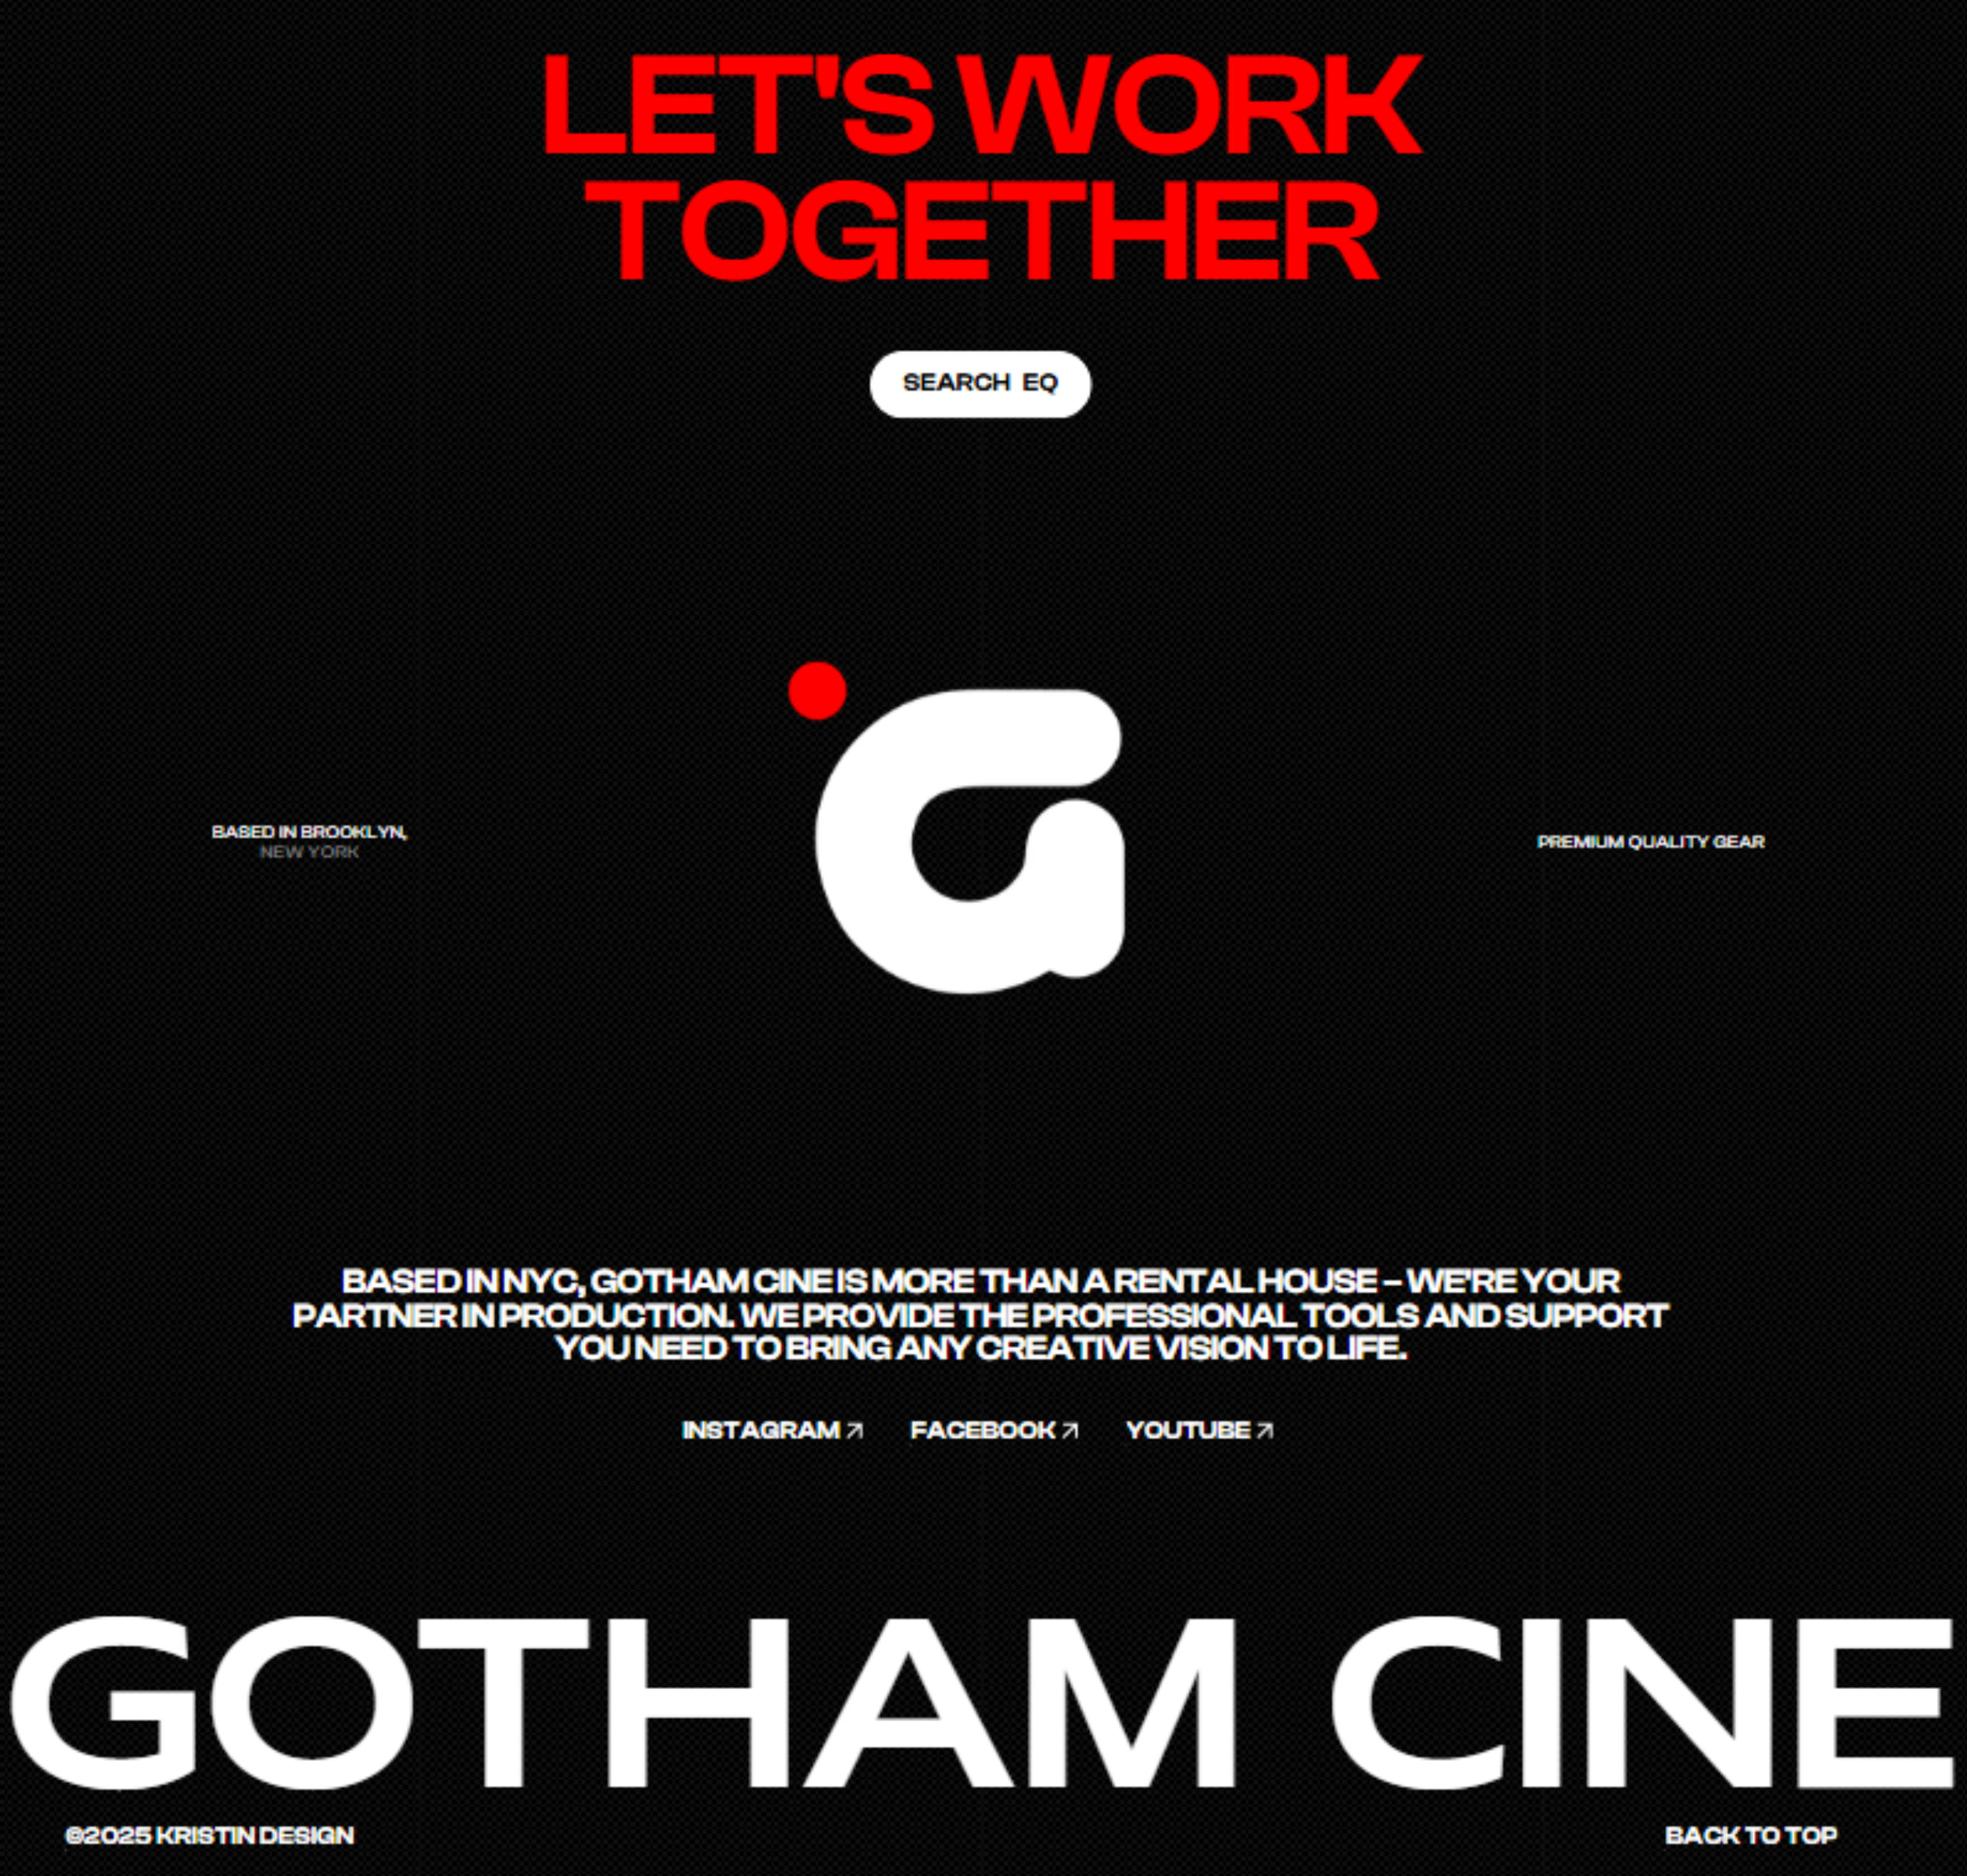 LET'S WORK
TOGETHER
SEARCH EQ
BASED IN BROOKLYN,
NEW YORK
PREMIUM QUALITY GEAR
BASED IN NYC, GOTHAM CINE IS MORE THAN A RENTAL HOUSE – WE'RE YOUR
PARTNER IN PRODUCTION. WE PROVIDE THE PROFESSIONAL TOOLS AND SUPPORT
YOU NEED TO BRING ANY CREATIVE VISION TO LIFE.
INSTAGRAM↗ FACEBOOK↗ YOUTUBE↗
GOTHAM CINE
©2025 KRISTIN DESIGN
BACK TO TOP